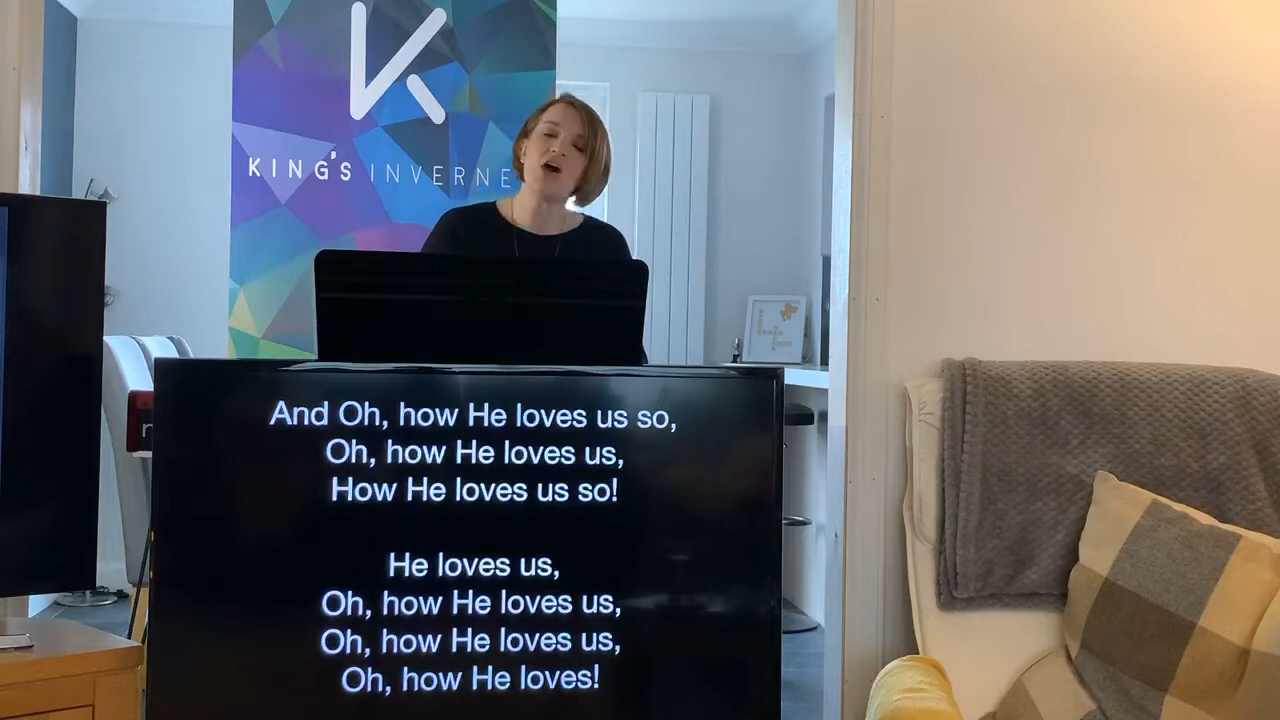 KING'S INVERNE
And Oh, how He loves us so,
Oh, how He loves us,
How He loves us so!
He loves us,
Oh, how He loves us,
Oh, how He loves us,
Oh, how He loves!